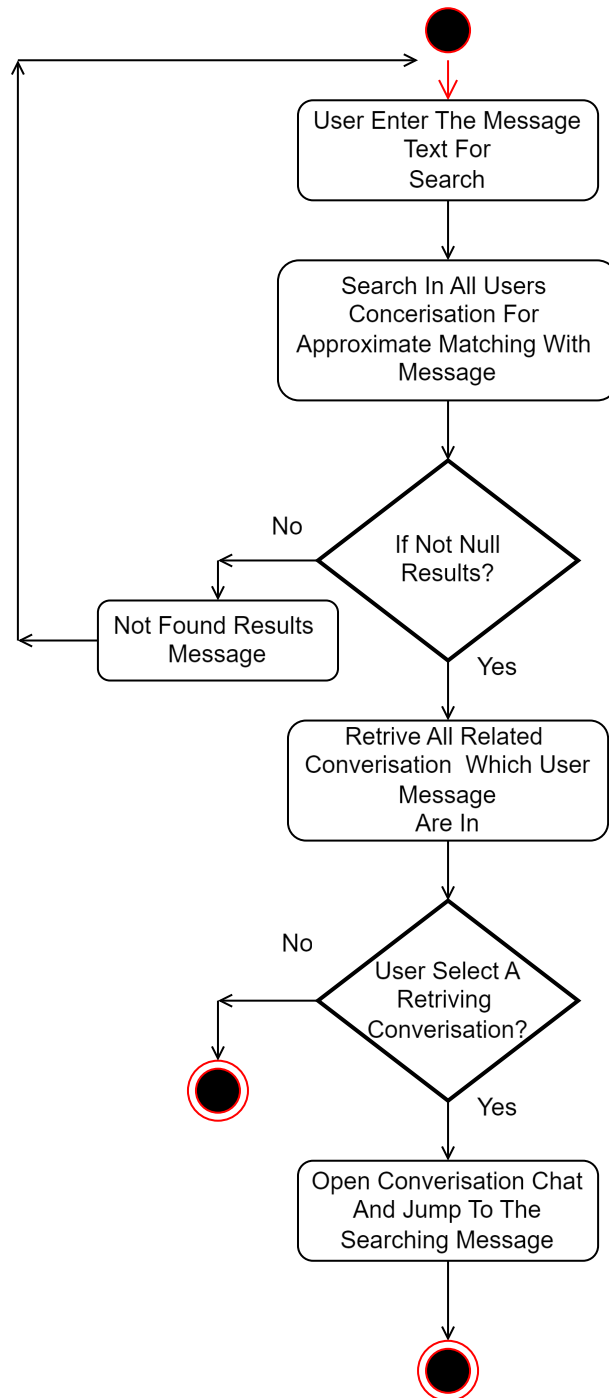 User Enter The Message
Text For
Search
Search In All Users
Concerisation For
Approximate Matching With
Message
No
If Not Null
Results?
Not Found Results
Message
Yes
Retrive All Related
Converisation Which User
Message
Are In
No
User Select A
Retriving
Converisation?
Yes
Open Converisation Chat
And Jump To The
Searching Message